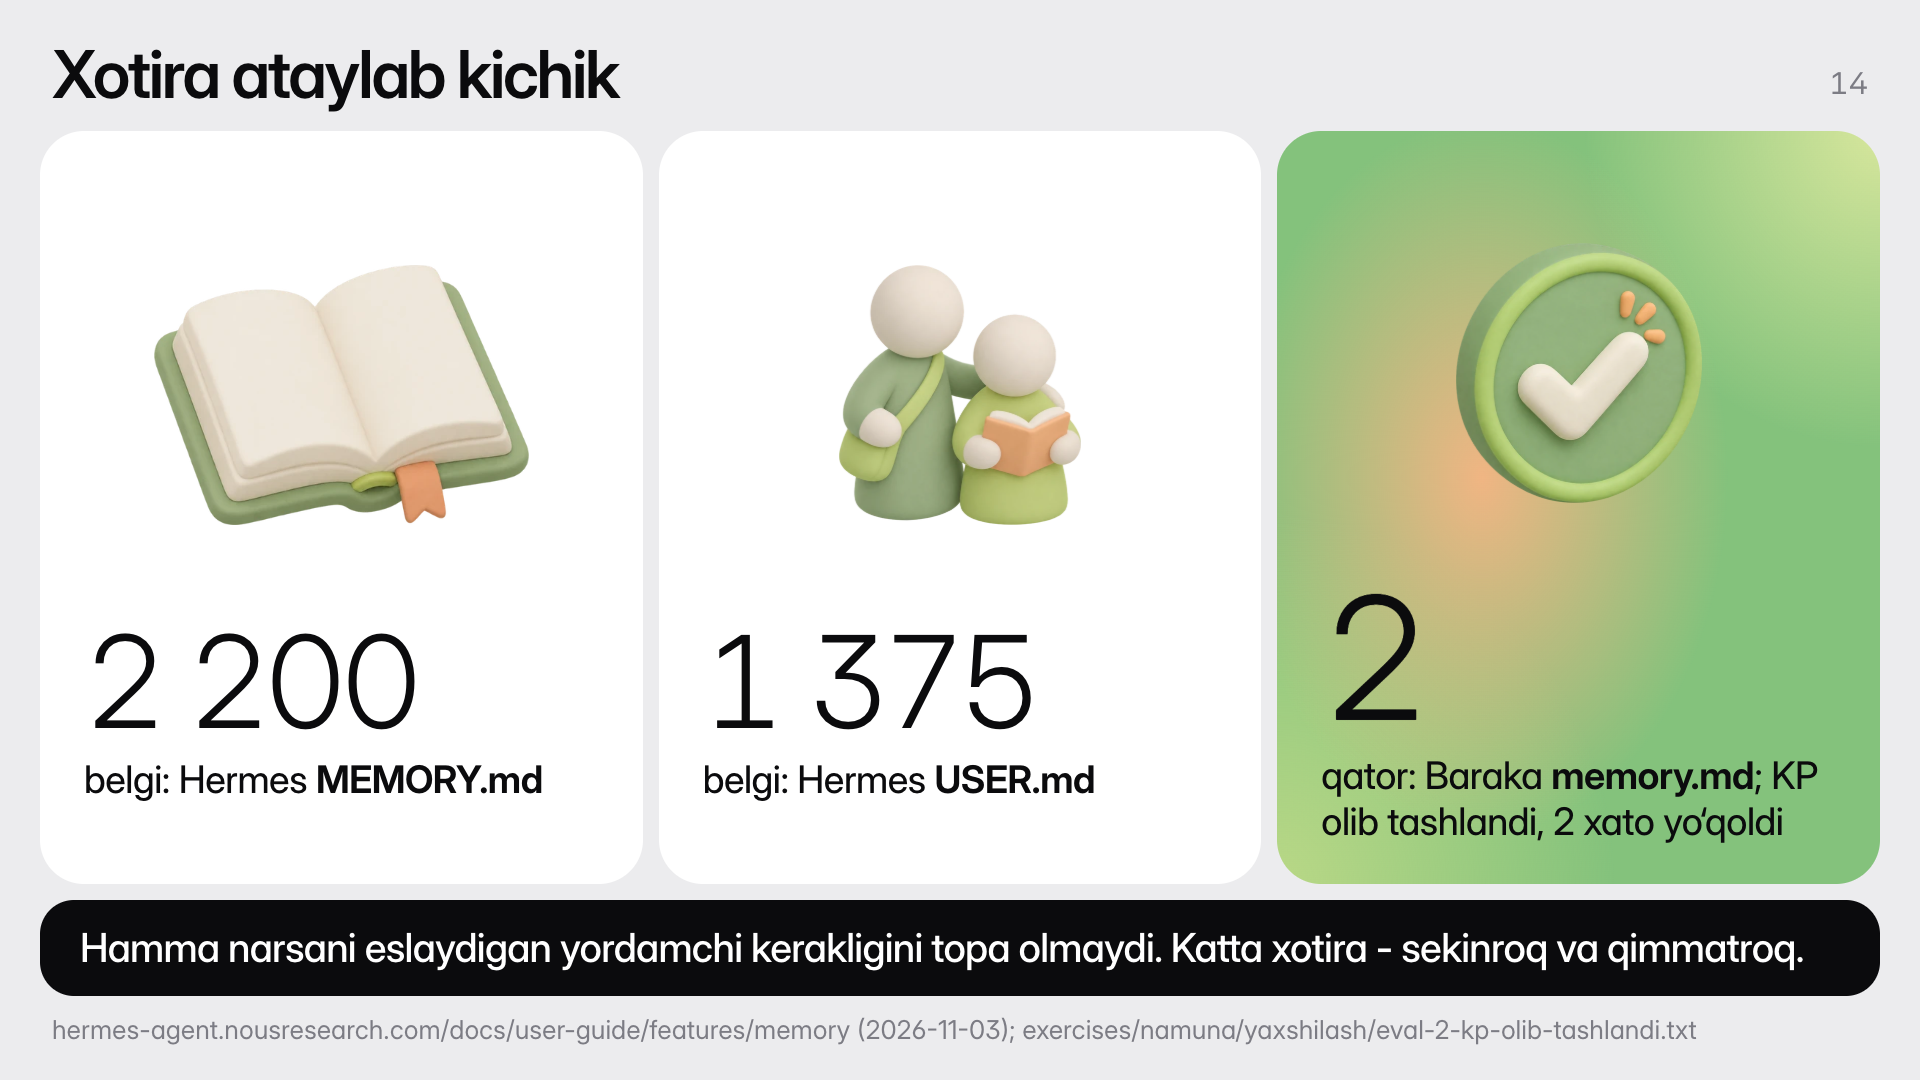 Xotira ataylab kichik
14
2 200
belgi: Hermes MEMORY.md
1 375
belgi: Hermes USER.md
2
qator: Baraka memory.md; KP
olib tashlandi, 2 xato yo‘qoldi
Hamma narsani eslaydigan yordamchi kerakligini topa olmaydi. Katta xotira - sekinroq va qimmatroq.
hermes-agent.nousresearch.com/docs/user-guide/features/memory (2026-11-03); exercises/namuna/yaxshilash/eval-2-kp-olib-tashlandi.txt